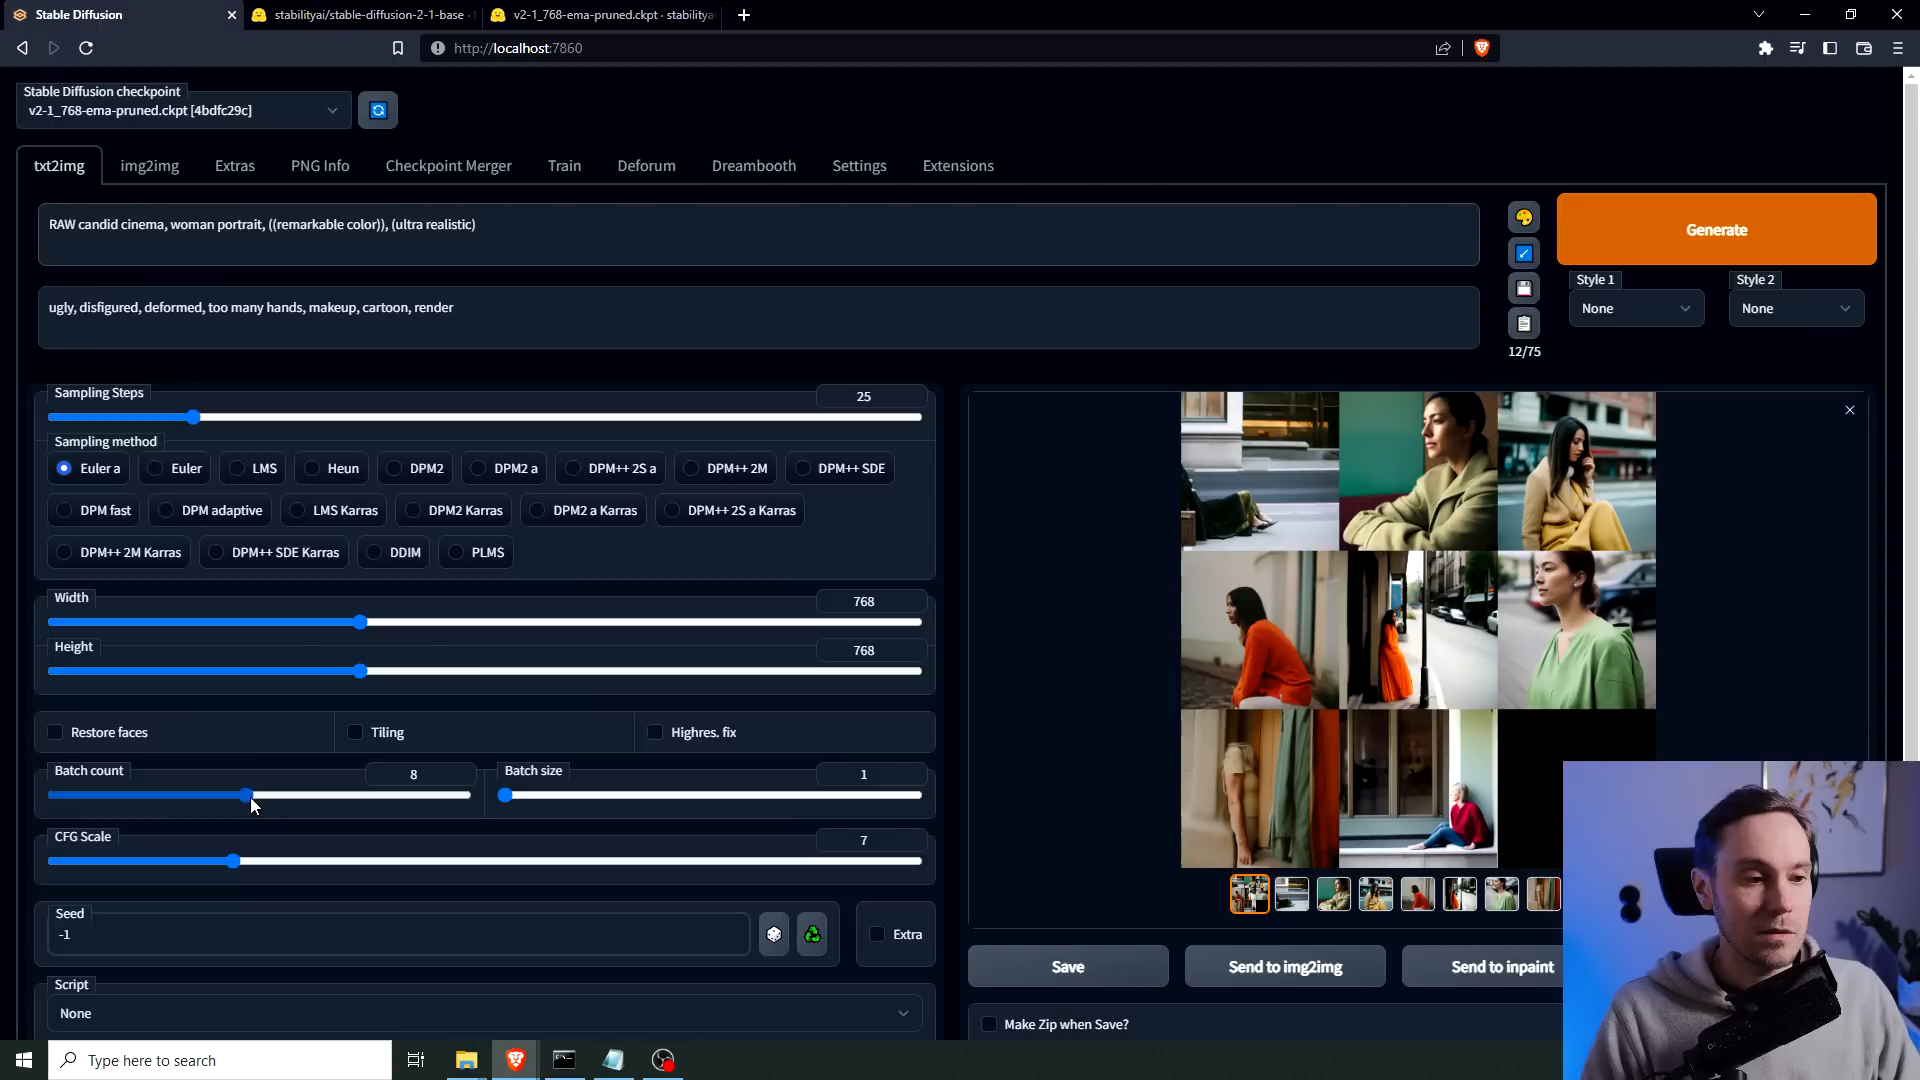 Stable Diffusion
stabilityai/stable-diffusion-2-1-base ·
v2-1_768-ema-pruned.ckpt · stabilitya
http://localhost:7860
Stable Diffusion checkpoint
v2-1_768-ema-pruned.ckpt [4bdfc29c]
txt2img
img2img
Extras
PNG Info
Checkpoint Merger
Train
Deforum
Dreambooth
Settings
Extensions
RAW candid cinema, woman portrait, ((remarkable color)), (ultra realistic)
Generate
ugly, disfigured, deformed, too many hands, makeup, cartoon, render
Style 1
Style 2
None
None
12/75
Sampling Steps
25
Sampling method
Euler a
Euler
LMS
Heun
DPM2
DPM2 a
DPM++ 2S a
DPM++ 2M
DPM++ SDE
DPM fast
DPM adaptive
LMS Karras
DPM2 Karras
DPM2 a Karras
DPM++ 2S a Karras
DPM++ 2M Karras
DPM++ SDE Karras
DDIM
PLMS
Width
768
Height
768
Restore faces
Tiling
Highres. fix
Batch count
8
Batch size
1
CFG Scale
7
Seed
-1
Extra
Script
None
Save
Send to img2img
Send to inpaint
Make Zip when Save?
Type here to search